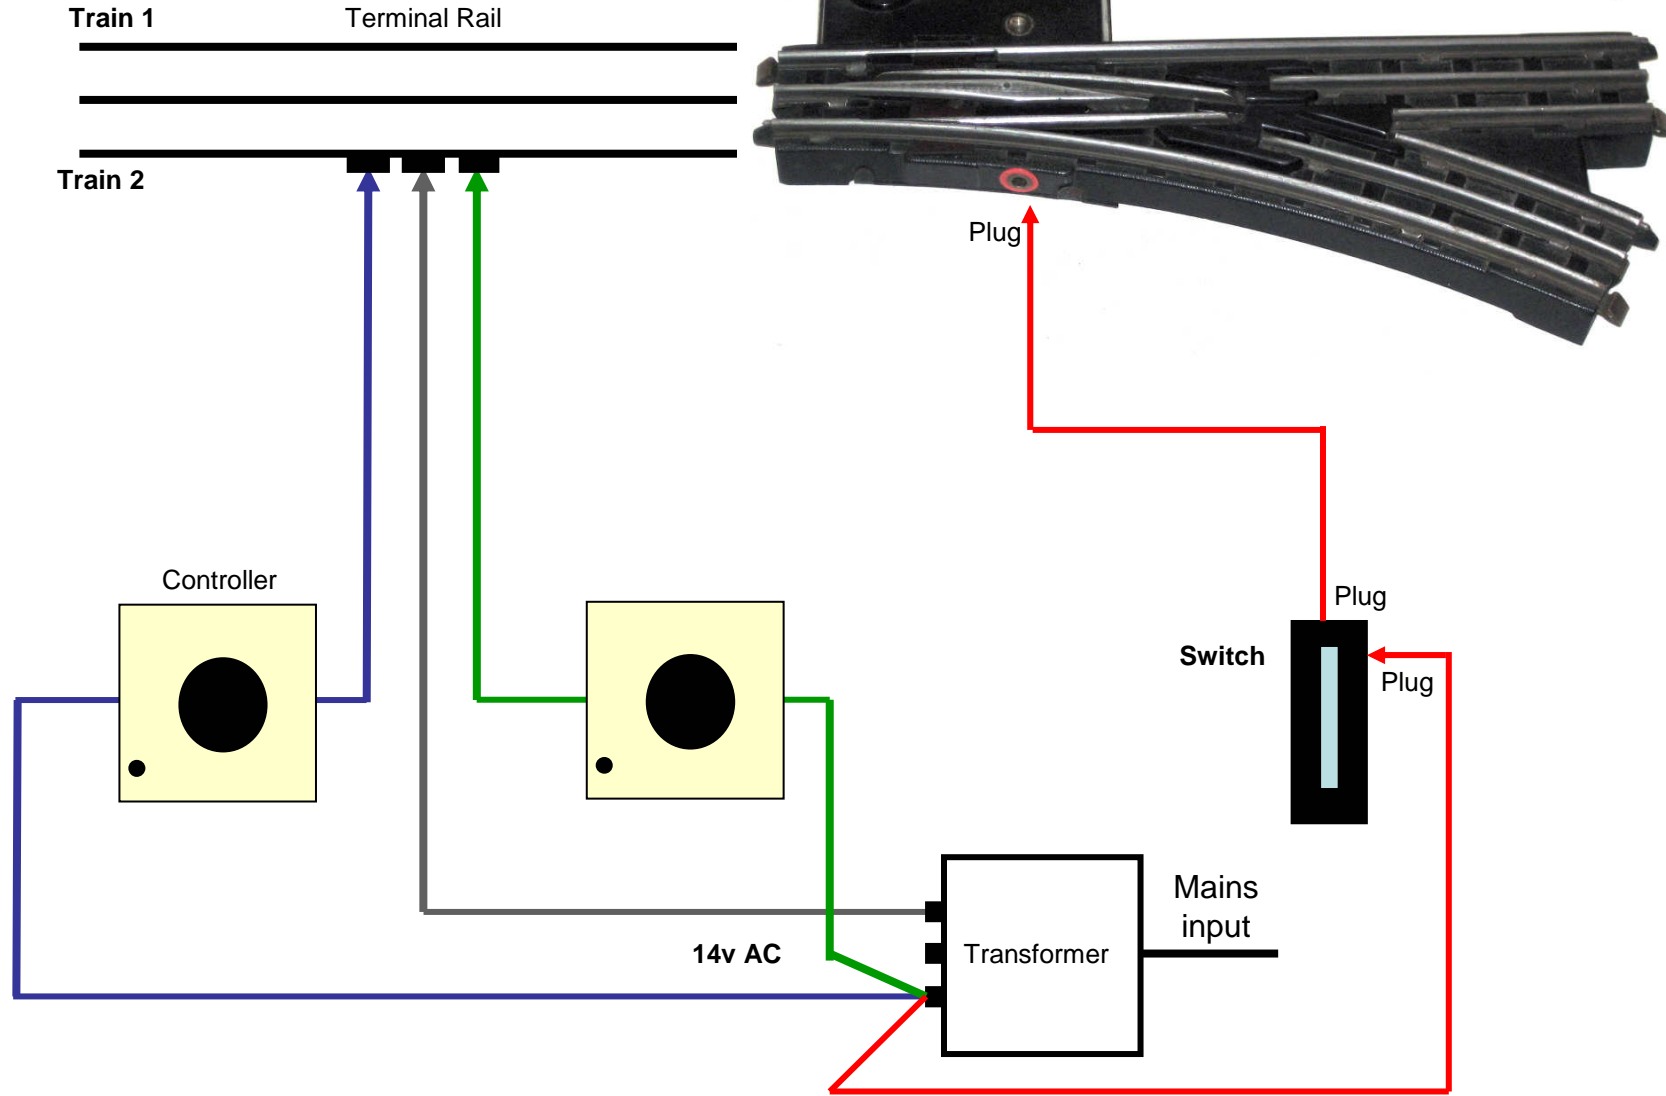 Train 1
Terminal Rail
Train 2
Plug
Controller
Plug
Switch
Plug
Mains
input
14v AC
Transformer